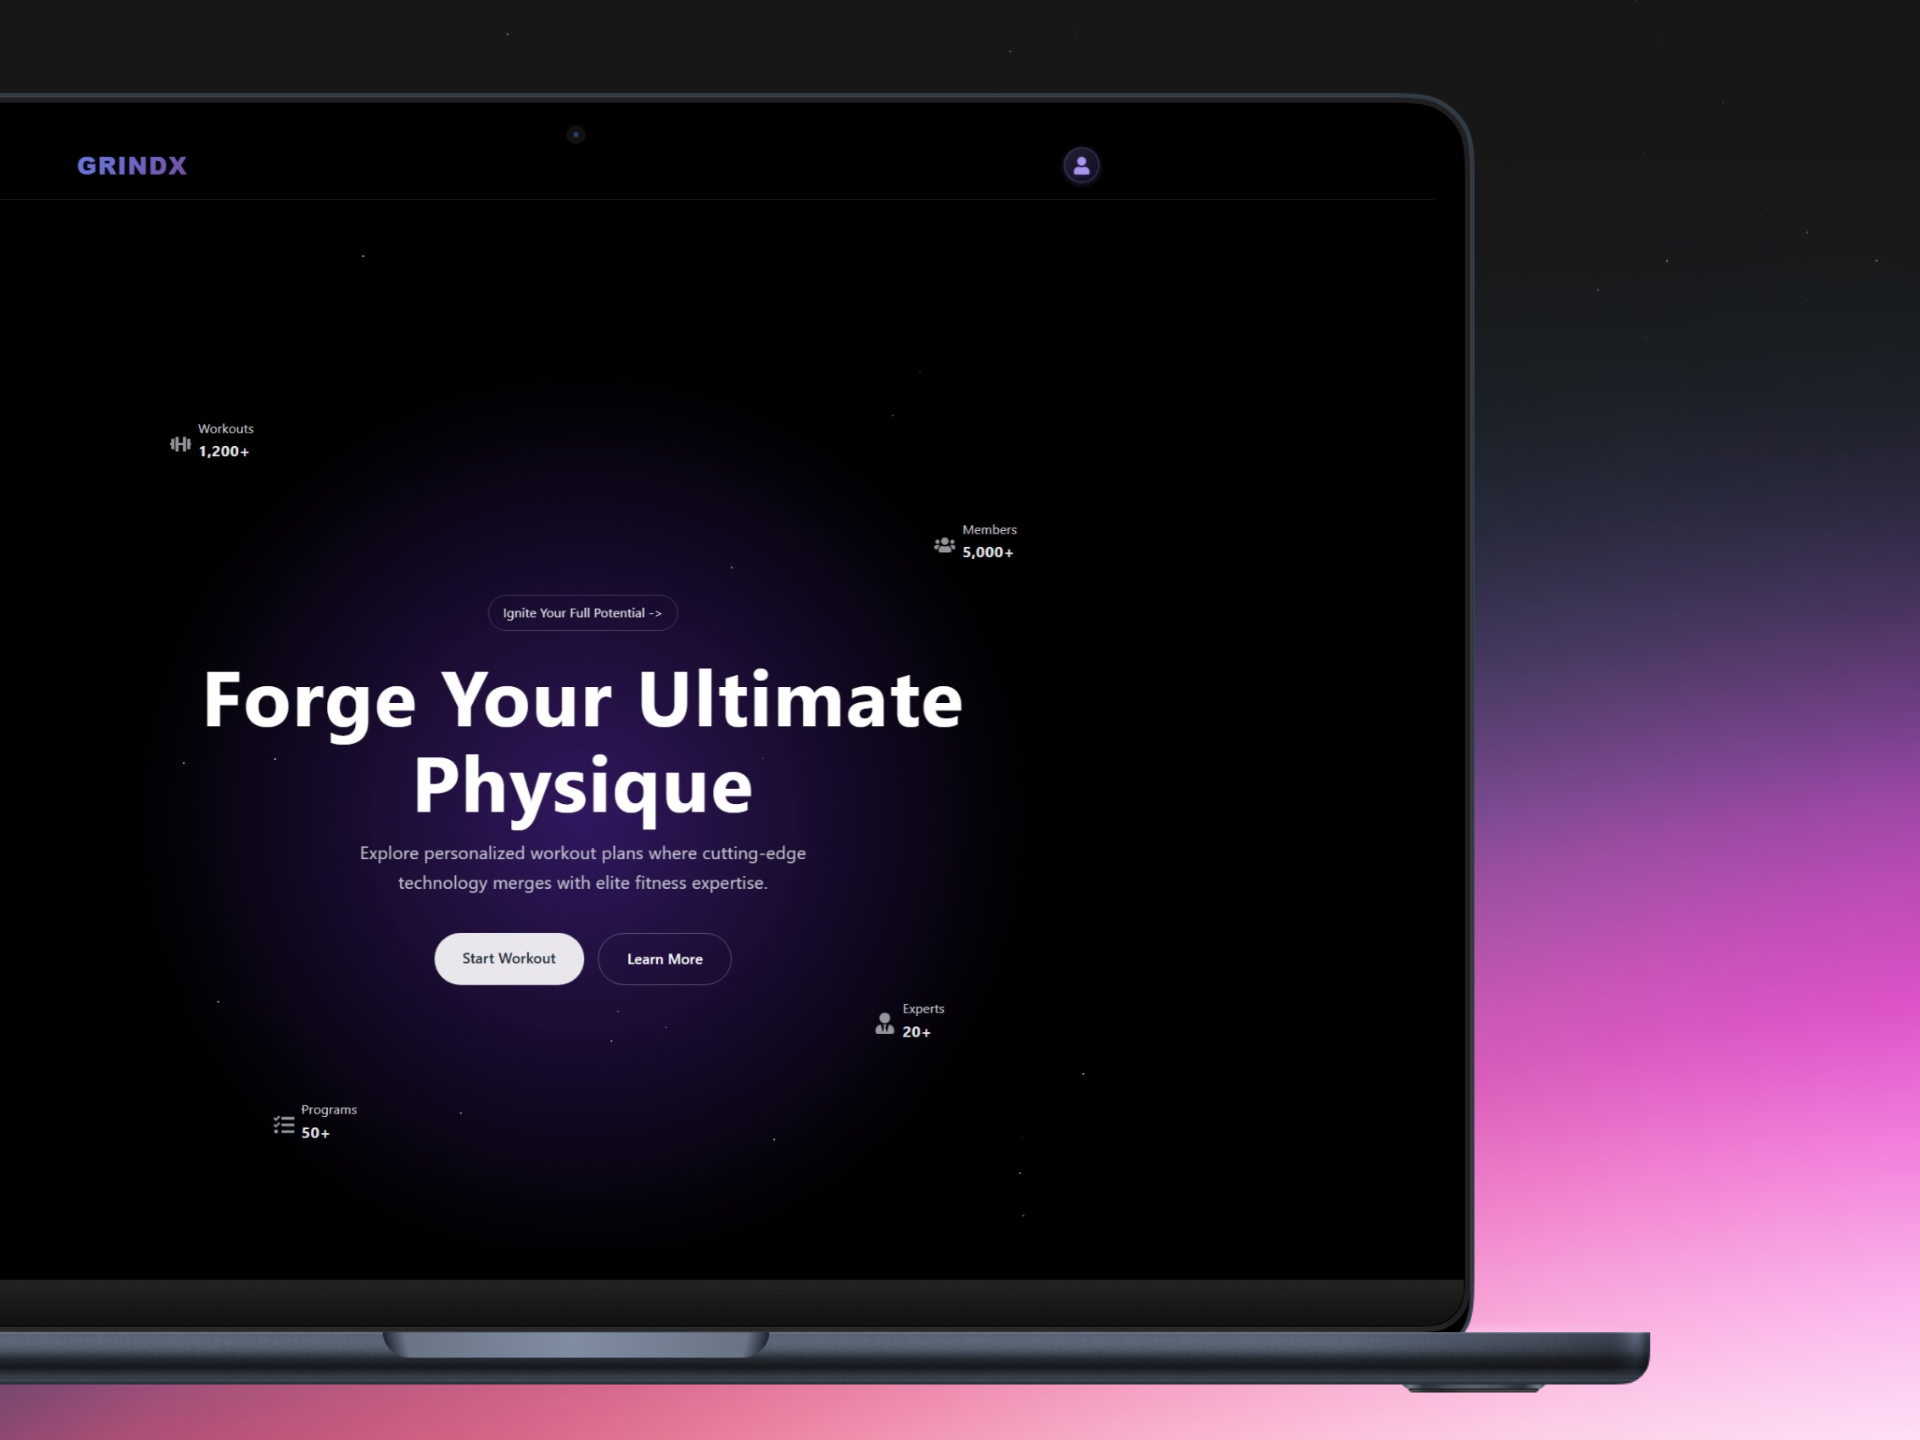 GRINDX
Workouts
1,200+
Members
5,000+
Ignite Your Full Potential ->
Forge Your Ultimate
Physique
Explore personalized workout plans where cutting-edge
technology merges with elite fitness expertise.
Start Workout
Learn More
Experts
20+
Programs
50+